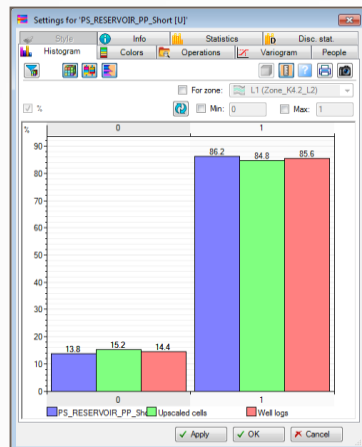 Settings for 'PS_RESERVOIR_PP_Short [U]'
Style Info Statistics Disc. stat.
Histogram Colors Operations Variogram People
For zone: L1 (Zone_K4.2_L2)
% Min: 0 Max: 1
% 0 1
90
86.2 84.8 85.6
80
70
60
50
40
30
20
13.8 15.2 14.4
10
0
0 1
PS_RESERVOIR_PP_Sho Upscaled cells Well logs
Apply OK Cancel